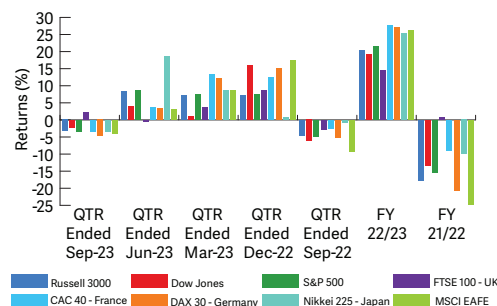 30
25
20
15
10
5
0
-5
-10
-15
-20
-25
Returns (%)
QTR Ended Sep-23
QTR Ended Jun-23
QTR Ended Mar-23
QTR Ended Dec-22
QTR Ended Sep-22
FY 22/23
FY 21/22
Russell 3000
Dow Jones
S&P 500
FTSE 100 - UK
CAC 40 - France
DAX 30 - Germany
Nikkei 225 - Japan
MSCI EAFE